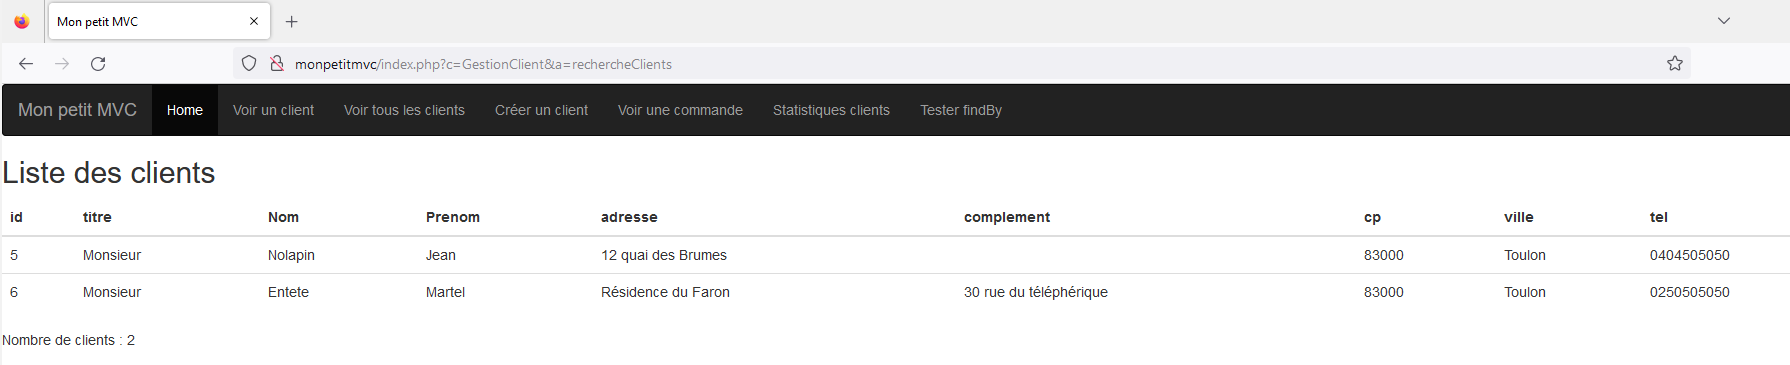 Mon petit MVC
monpetitmvc/index.php?c=GestionClient&a=rechercheClients
Mon petit MVC Home Voir un client Voir tous les clients Créer un client Voir une commande Statistiques clients Tester findBy
Liste des clients
id titre Nom Prenom adresse complement cp ville tel
5 Monsieur Nolapin Jean 12 quai des Brumes 83000 Toulon 0404505050
6 Monsieur Entete Martel Résidence du Faron 30 rue du téléphérique 83000 Toulon 0250505050
Nombre de clients : 2